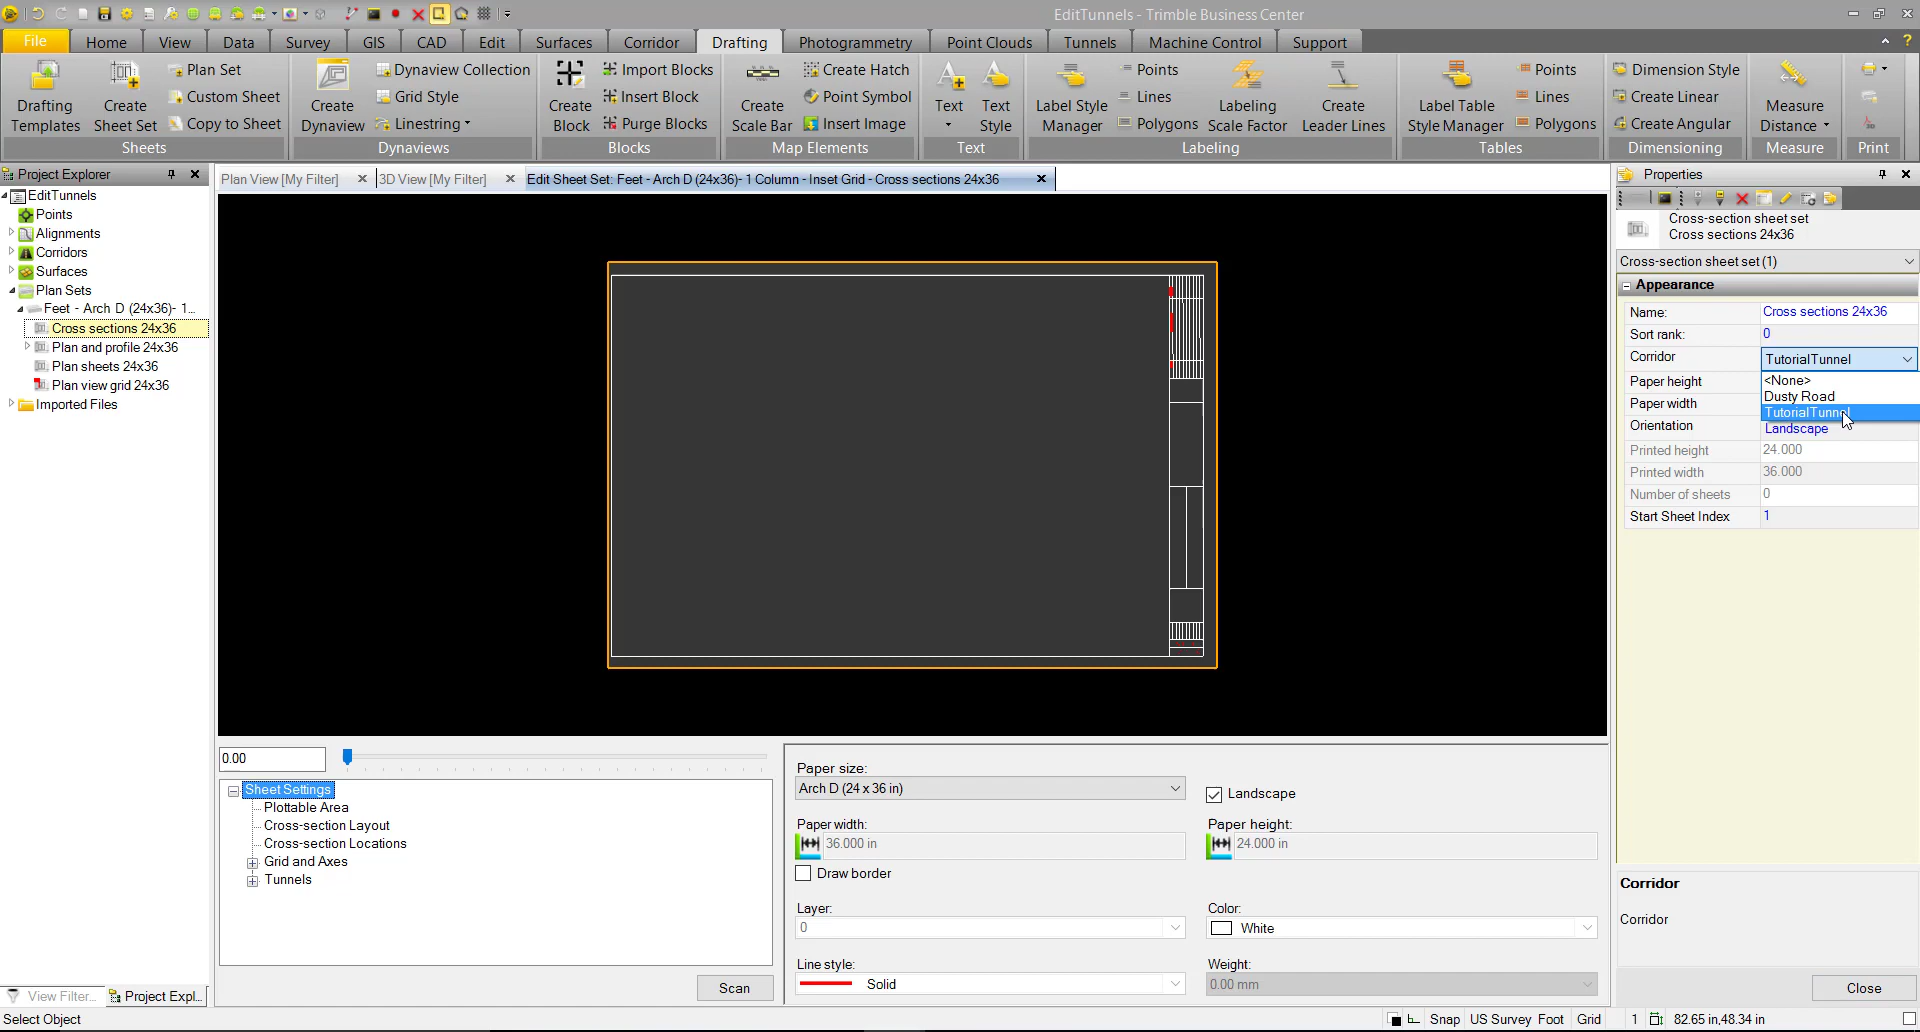 EditTunnels - Trimble Business Center
File Home View Data Survey GIS CAD Edit Surfaces Corridor Drafting Photogrammetry Point Clouds Tunnels Machine Control Support
Drafting Templates
Create Sheet Set
Plan Set
Custom Sheet
Copy to Sheet
Sheets
Create Dynaview
Dynaview Collection
Grid Style
Linestring
Dynaviews
Create Block
Import Blocks
Insert Block
Purge Blocks
Blocks
Create Scale Bar
Create Hatch
Point Symbol
Insert Image
Map Elements
Text
Text Style
Text
Label Style Manager
Points
Lines
Polygons
Labeling Scale Factor
Create Leader Lines
Labeling
Label Table Style Manager
Points
Lines
Polygons
Tables
Dimension Style
Create Linear
Create Angular
Dimensioning
Measure Distance
Measure
Print
Project Explorer
EditTunnels
Points
Alignments
Corridors
Surfaces
Plan Sets
Feet - Arch D (24x36)- 1...
Cross sections 24x36
Plan and profile 24x36
Plan sheets 24x36
Plan view grid 24x36
Imported Files
View Filter... Project Expl...
Plan View [My Filter] 3D View [My Filter] Edit Sheet Set: Feet - Arch D (24x36)- 1 Column - Inset Grid - Cross sections 24x36
0.00
Sheet Settings
Plottable Area
Cross-section Layout
Cross-section Locations
Grid and Axes
Tunnels
Scan
Paper size:
Arch D (24 x 36 in)
Landscape
Paper width: Paper height:
36.000 in 24.000 in
Draw border
Layer: Color:
0 White
Line style: Weight:
Solid 0.00 mm
Properties
Cross-section sheet set
Cross sections 24x36
Cross-section sheet set (1)
Appearance
Name: Cross sections 24x36
Sort rank: 0
Corridor TutorialTunnel
<None>
Dusty Road
TutorialTunnel
Paper height
Paper width
Orientation Landscape
Printed height 24.000
Printed width 36.000
Number of sheets 0
Start Sheet Index 1
Corridor
Corridor
Close
Select Object
Snap US Survey Foot Grid 1 82.65 in,48.34 in